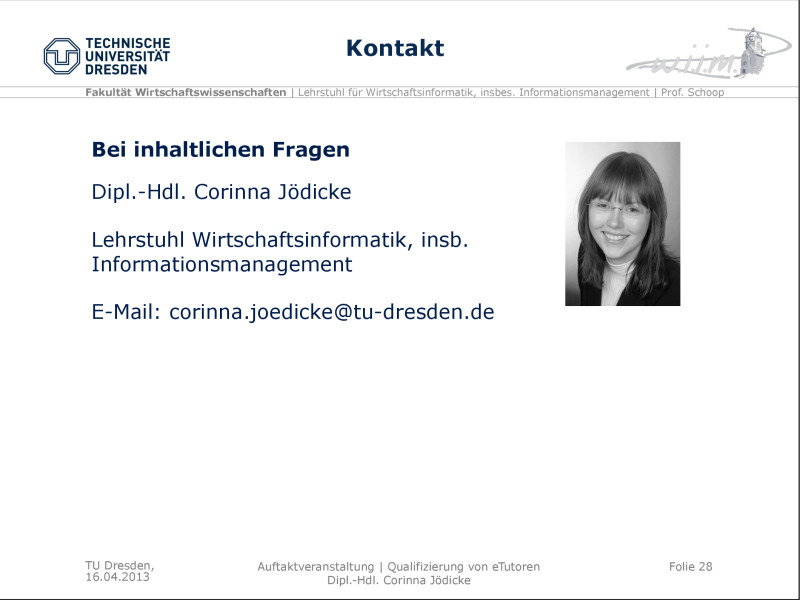 TECHNISCHE
UNIVERSITÄT
DRESDEN
Kontakt
w.i.i.m.
Fakultät Wirtschaftswissenschaften | Lehrstuhl für Wirtschaftsinformatik, insbes. Informationsmanagement | Prof. Schoop
Bei inhaltlichen Fragen
Dipl.-Hdl. Corinna Jödicke
Lehrstuhl Wirtschaftsinformatik, insb.
Informationsmanagement
E-Mail: corinna.joedicke@tu-dresden.de
TU Dresden,
16.04.2013
Auftaktveranstaltung | Qualifizierung von eTutoren
Dipl.-Hdl. Corinna Jödicke
Folie 28